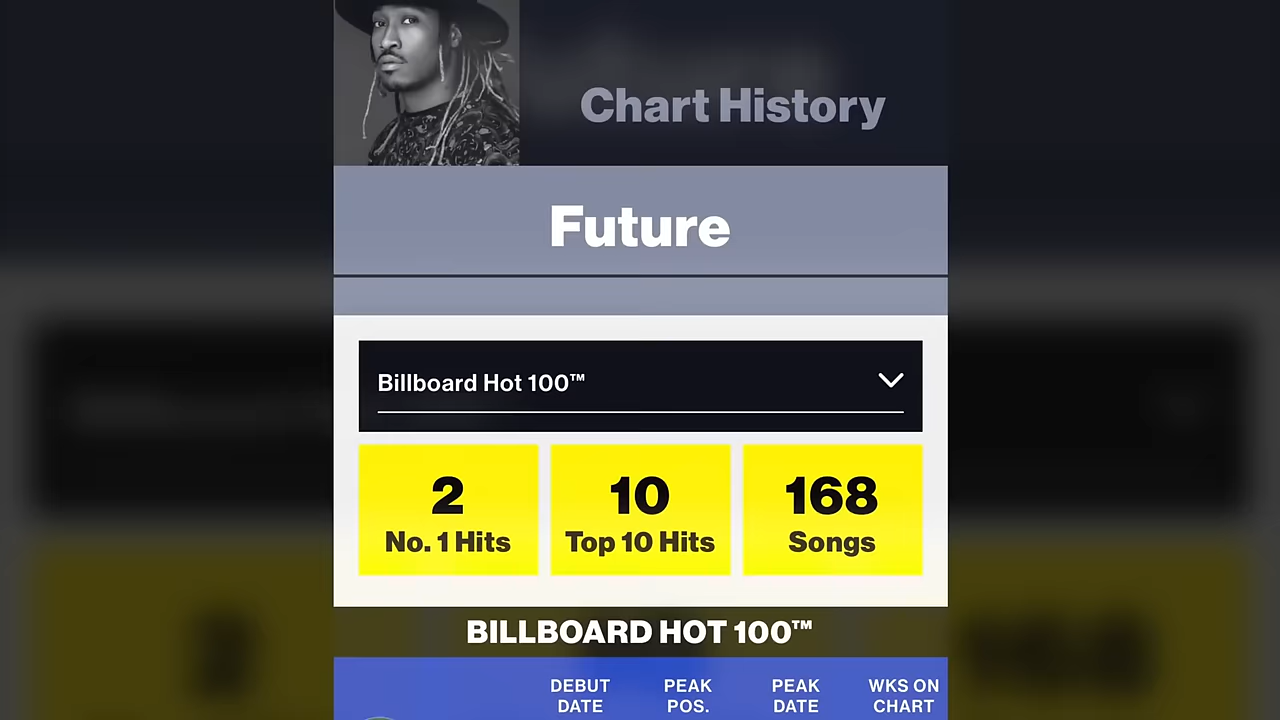 Chart History
Future
Billboard Hot 100™
2
No. 1 Hits
10
Top 10 Hits
168
Songs
BILLBOARD HOT 100™
DEBUT DATE
PEAK POS.
PEAK DATE
WKS ON CHART